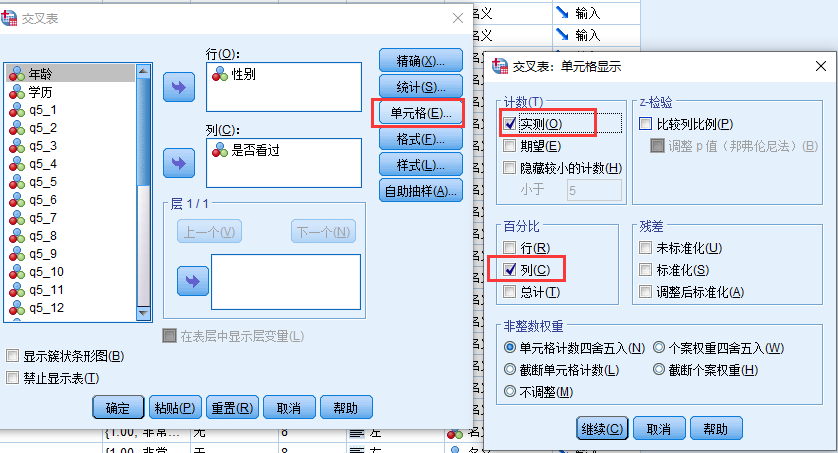 名义
输入
名义
输入
交叉表
行(O):
性别
列(C):
是否看过
年龄
学历
q5_1
q5_2
q5_3
q5_4
q5_5
q5_6
q5_7
q5_8
q5_9
q5_10
q5_11
q5_12
精确(X)...
统计(S)...
单元格(E)...
格式(F)...
样式(L)...
自助抽样(A)...
层 1 / 1
上一个(V)
下一个(N)
在表层中显示层变量(L)
显示簇状条形图(B)
禁止显示表(T)
确定
粘贴(P)
重置(R)
取消
帮助
交叉表：单元格显示
计数(T)
实测(O)
期望(E)
隐藏较小的计数(H)
小于 5
z-检验
比较列比例(P)
调整 p 值（邦弗伦尼法）(B)
百分比
行(R)
列(C)
总计(T)
残差
未标准化(U)
标准化(S)
调整后标准化(A)
非整数权重
单元格计数四舍五入(N) 个案权重四舍五入(W)
截断单元格计数(L) 截断个案权重(H)
不调整(M)
继续(C)
取消
帮助
{1.00, 非常... 无 8 左 名义
{1.00, 非常... 无 8 左 名义 输入